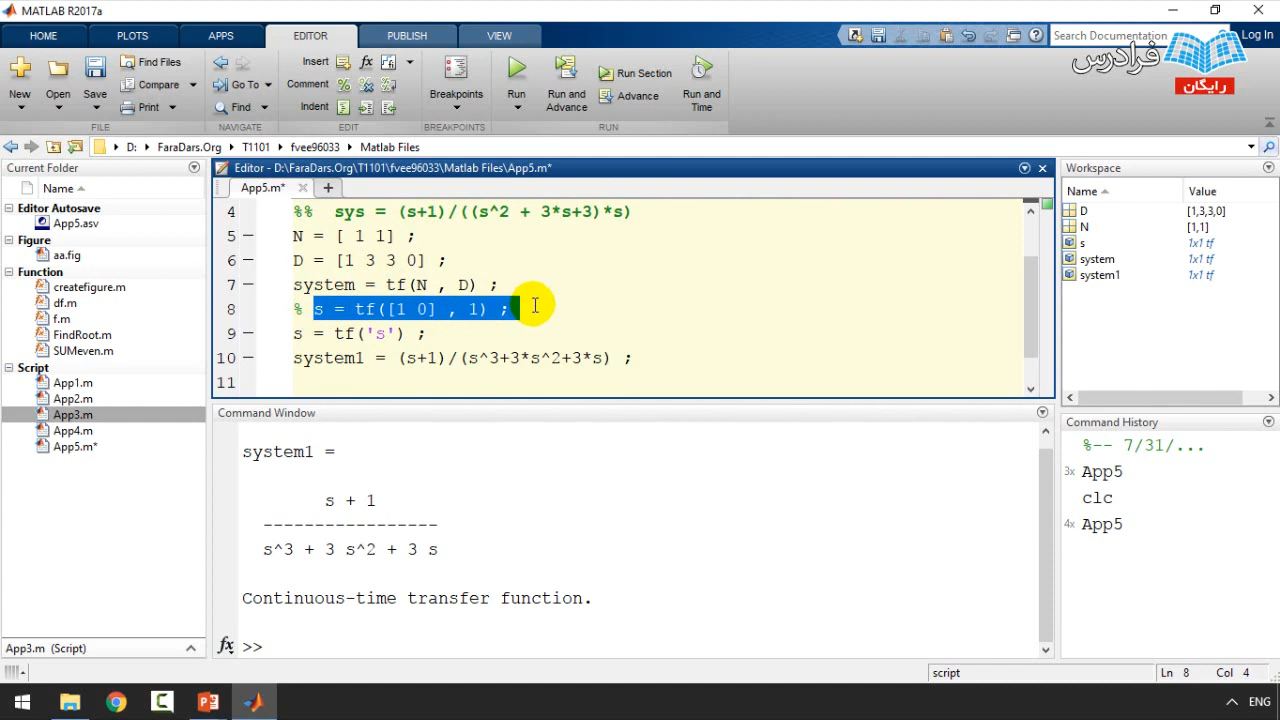 MATLAB R2017a
HOME PLOTS APPS EDITOR VIEW Search Documentation Log In
فرادرس
رایگان
New Open Save Find Files Compare Print
Go To Find
Insert fx
Comment
Indent
Breakpoints Run Run and Advance Run Section Advance Run and Time
FILE NAVIGATE EDIT BREAKPOINTS RUN
D: FaraDars.Org T1101 fvee96033 Matlab Files
Current Folder
Name
Editor Autosave
App5.asv
Figure
aa.fig
Function
createfigure.m
df.m
f.m
FindRoot.m
SUMeven.m
Script
App1.m
App2.m
App3.m
App4.m
App5.m*
App3.m (Script)
Editor - D:\FaraDars.Org\T1101\fvee96033\Matlab Files\App5.m*
App5.m*
4 %% sys = (s+1)/((s^2 + 3*s+3)*s)
5 N = [ 1 1] ;
6 D = [1 3 3 0] ;
7 system = tf(N , D) ;
8 % s = tf([1 0] , 1) ;
9 s = tf('s') ;
10 system1 = (s+1)/(s^3+3*s^2+3*s) ;
11
Command Window
system1 =
s + 1
-----------------
s^3 + 3 s^2 + 3 s
Continuous-time transfer function.
fx >>
Workspace
Name Value
D [1,3,3,0]
N [1,1]
s 1x1 tf
system 1x1 tf
system1 1x1 tf
Command History
%-- 7/31/...
3x App5
clc
4x App5
script Ln 8 Col 4
ENG